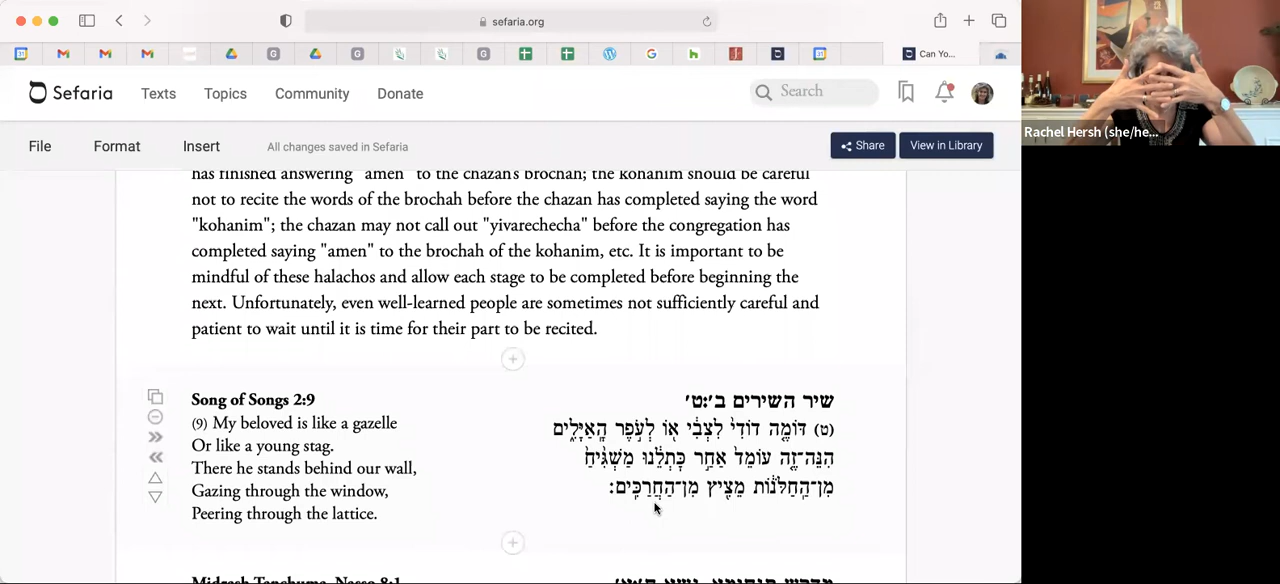 sefaria.org
Can Yo...
Sefaria
Texts
Topics
Community
Donate
Search
File
Format
Insert
All changes saved in Sefaria
Share
View in Library
has finished answering "amen" to the chazan's brochah; the kohanim should be careful
not to recite the words of the brochah before the chazan has completed saying the word
"kohanim"; the chazan may not call out "yivarechecha" before the congregation has
completed saying "amen" to the brochah of the kohanim, etc. It is important to be
mindful of these halachos and allow each stage to be completed before beginning the
next. Unfortunately, even well-learned people are sometimes not sufficiently careful and
patient to wait until it is time for their part to be recited.
Song of Songs 2:9
(9) My beloved is like a gazelle
Or like a young stag.
There he stands behind our wall,
Gazing through the window,
Peering through the lattice.
שיר השירים ב׳:ט׳
(ט) דּוֹמֶ֤ה דוֹדִי֙ לִצְבִ֔י א֖וֹ לְעֹ֣פֶר הָֽאַיָּלִ֑ים
הִנֵּה־זֶ֤ה עוֹמֵד֙ אַחַ֣ר כׇּתְלֵ֔נוּ מַשְׁגִּ֙יחַ֙
מִן־הַֽחַלֹּנ֔וֹת מֵצִ֖יץ מִן־הַֽחֲרַכִּֽים׃
Midrash Tanchuma, Nasso 8:1
Rachel Hersh (she/he...